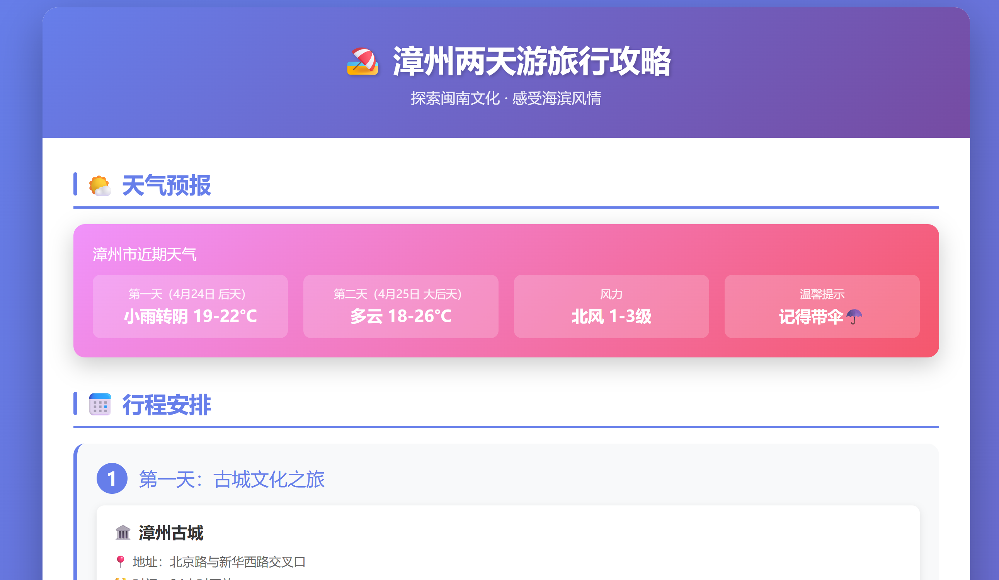 漳州两天游旅行攻略
探索闽南文化 · 感受海滨风情
天气预报
漳州市近期天气
第一天（4月24日 后天）
小雨转阴 19-22°C
第二天（4月25日 大后天）
多云 18-26°C
风力
北风 1-3级
温馨提示
记得带伞
行程安排
1
第一天：古城文化之旅
漳州古城
地址：北京路与新华西路交叉口